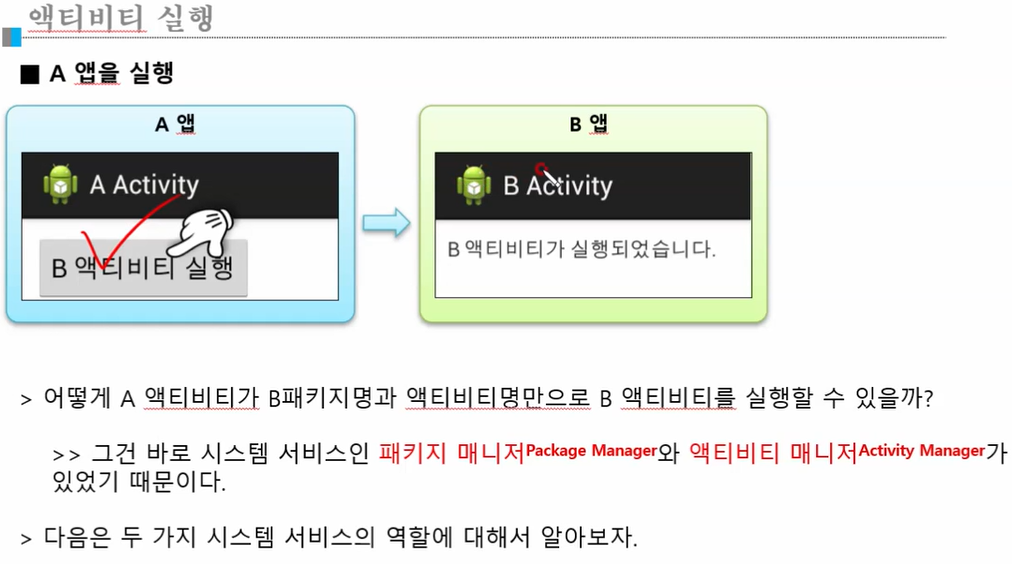 액티비티 실행
■ A 앱을 실행
A 앱
A Activity
B 액티비티 실행
B 앱
B Activity
B 액티비티가 실행되었습니다.
> 어떻게 A 액티비티가 B패키지명과 액티비티명만으로 B 액티비티를 실행할 수 있을까?
>> 그건 바로 시스템 서비스인 패키지 매니저Package Manager와 액티비티 매니저Activity Manager가
있었기 때문이다.
> 다음은 두 가지 시스템 서비스의 역할에 대해서 알아보자.